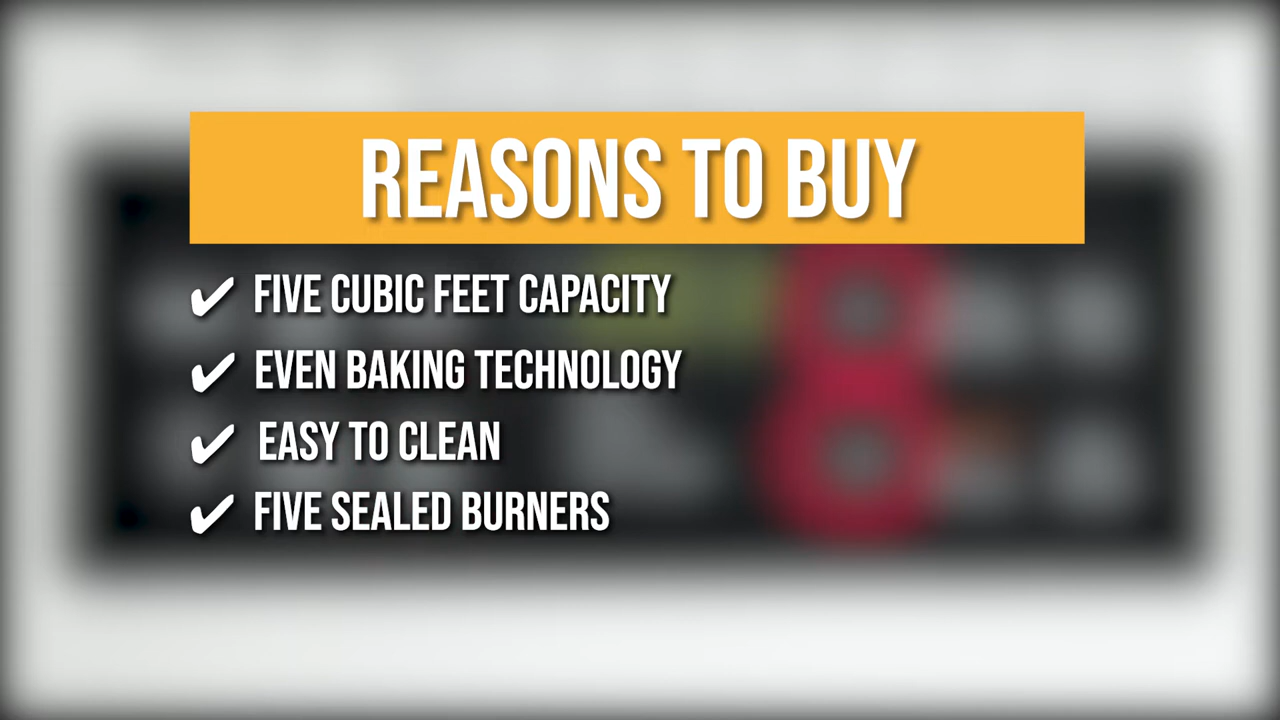 REASONS TO BUY
✔ FIVE CUBIC FEET CAPACITY
✔ EVEN BAKING TECHNOLOGY
✔ EASY TO CLEAN
✔ FIVE SEALED BURNERS